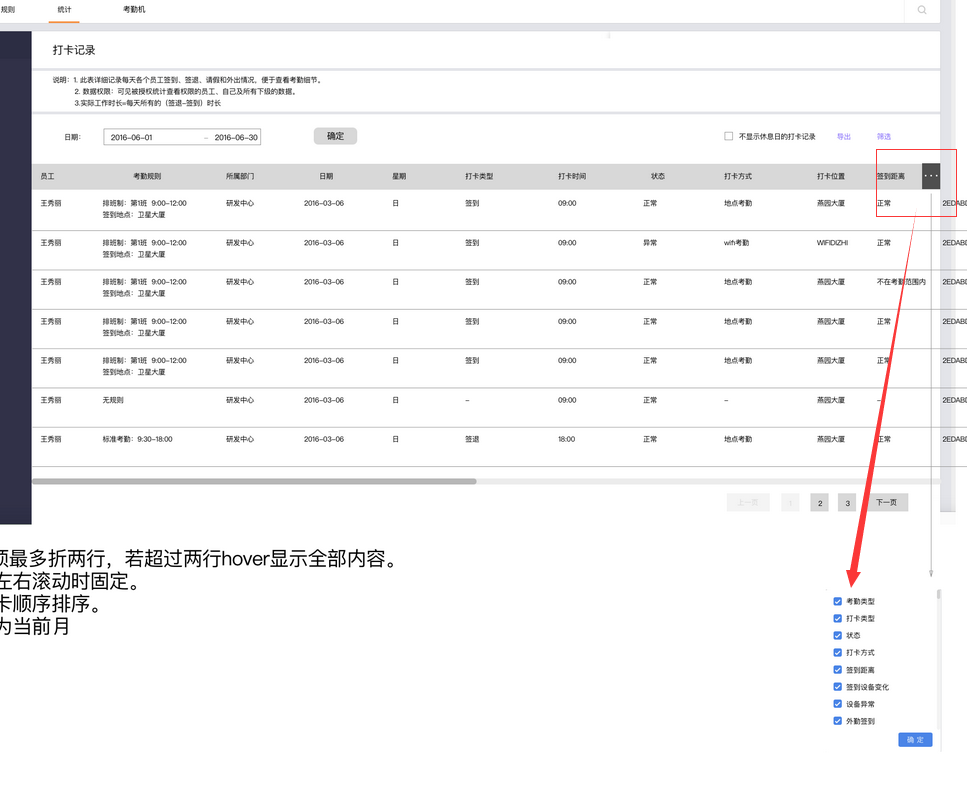 规则 统计 考勤机
打卡记录
说明: 1. 此表详细记录每天各个员工签到、签退、请假和外出情况，便于查看考勤细节。
2. 数据权限：可见被授权统计查看权限的员工、自己及所有下级的数据。
3.实际工作时长=每天所有的（签退-签到）时长
日期: 2016-06-01 - 2016-06-30 确定 不显示休息日的打卡记录 导出 筛选
员工 考勤规则 所属部门 日期 星期 打卡类型 打卡时间 状态 打卡方式 打卡位置 签到距离 ...
王秀丽 排班制: 第1班 9:00-12:00 研发中心 2016-03-06 日 签到 09:00 正常 地点考勤 燕园大厦 正常 2EDABD
签到地点: 卫星大厦
王秀丽 排班制: 第1班 9:00-12:00 研发中心 2016-03-06 日 签到 09:00 异常 wifi考勤 WIFIDIZHI 正常 2EDABD
签到地点: 卫星大厦
王秀丽 排班制: 第1班 9:00-12:00 研发中心 2016-03-06 日 签到 09:00 正常 地点考勤 燕园大厦 不在考勤范围内 2EDABD
签到地点: 卫星大厦
王秀丽 排班制: 第1班 9:00-12:00 研发中心 2016-03-06 日 签到 09:00 正常 地点考勤 燕园大厦 正常 2EDABD
签到地点: 卫星大厦
王秀丽 排班制: 第1班 9:00-12:00 研发中心 2016-03-06 日 签到 09:00 正常 地点考勤 燕园大厦 正常 2EDABD
签到地点: 卫星大厦
王秀丽 无规则 研发中心 2016-03-06 日 - 09:00 正常 - 燕园大厦 - 2EDABD
王秀丽 标准考勤: 9:30-18:00 研发中心 2016-03-06 日 签退 18:00 正常 地点考勤 燕园大厦 正常 2EDABD
上一页 1 2 3 下一页
项最多折两行，若超过两行hover显示全部内容。
左右滚动时固定。
卡顺序排序。
为当前月
考勤类型
打卡类型
状态
打卡方式
签到距离
签到设备变化
设备异常
外勤签到
确 定